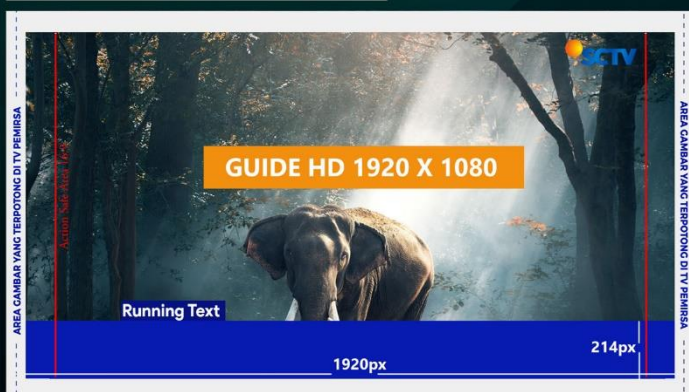 SCTV
AREA GAMBAR YANG TERPOTONG DI TV PEMIRSA
AREA GAMBAR YANG TERPOTONG DI TV PEMIRSA
Action Safe Area
GUIDE HD 1920 X 1080
Running Text
214px
1920px